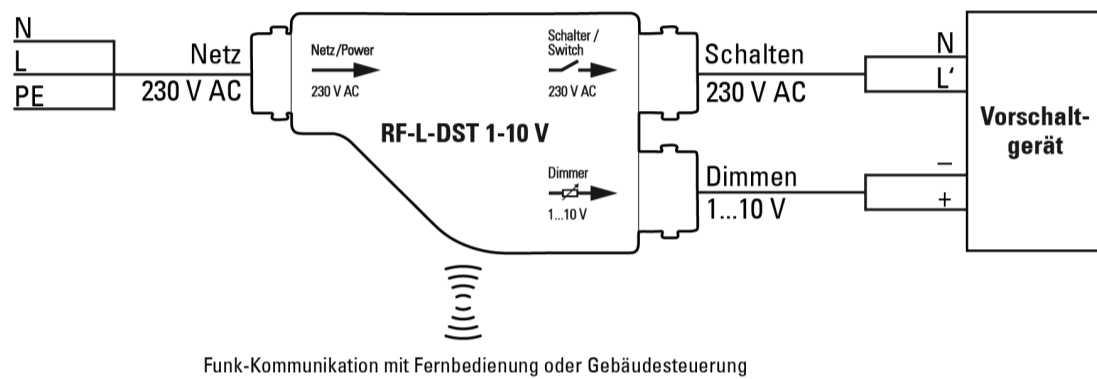 N
L
PE
Netz
230 V AC
Netz/Power
230 V AC
RF-L-DST 1-10 V
Schalter /
Switch
230 V AC
Dimmer
1...10 V
Schalten
230 V AC
Dimmen
1...10 V
N
L‘
–
+
Vorschalt-
gerät
Funk-Kommunikation mit Fernbedienung oder Gebäudesteuerung